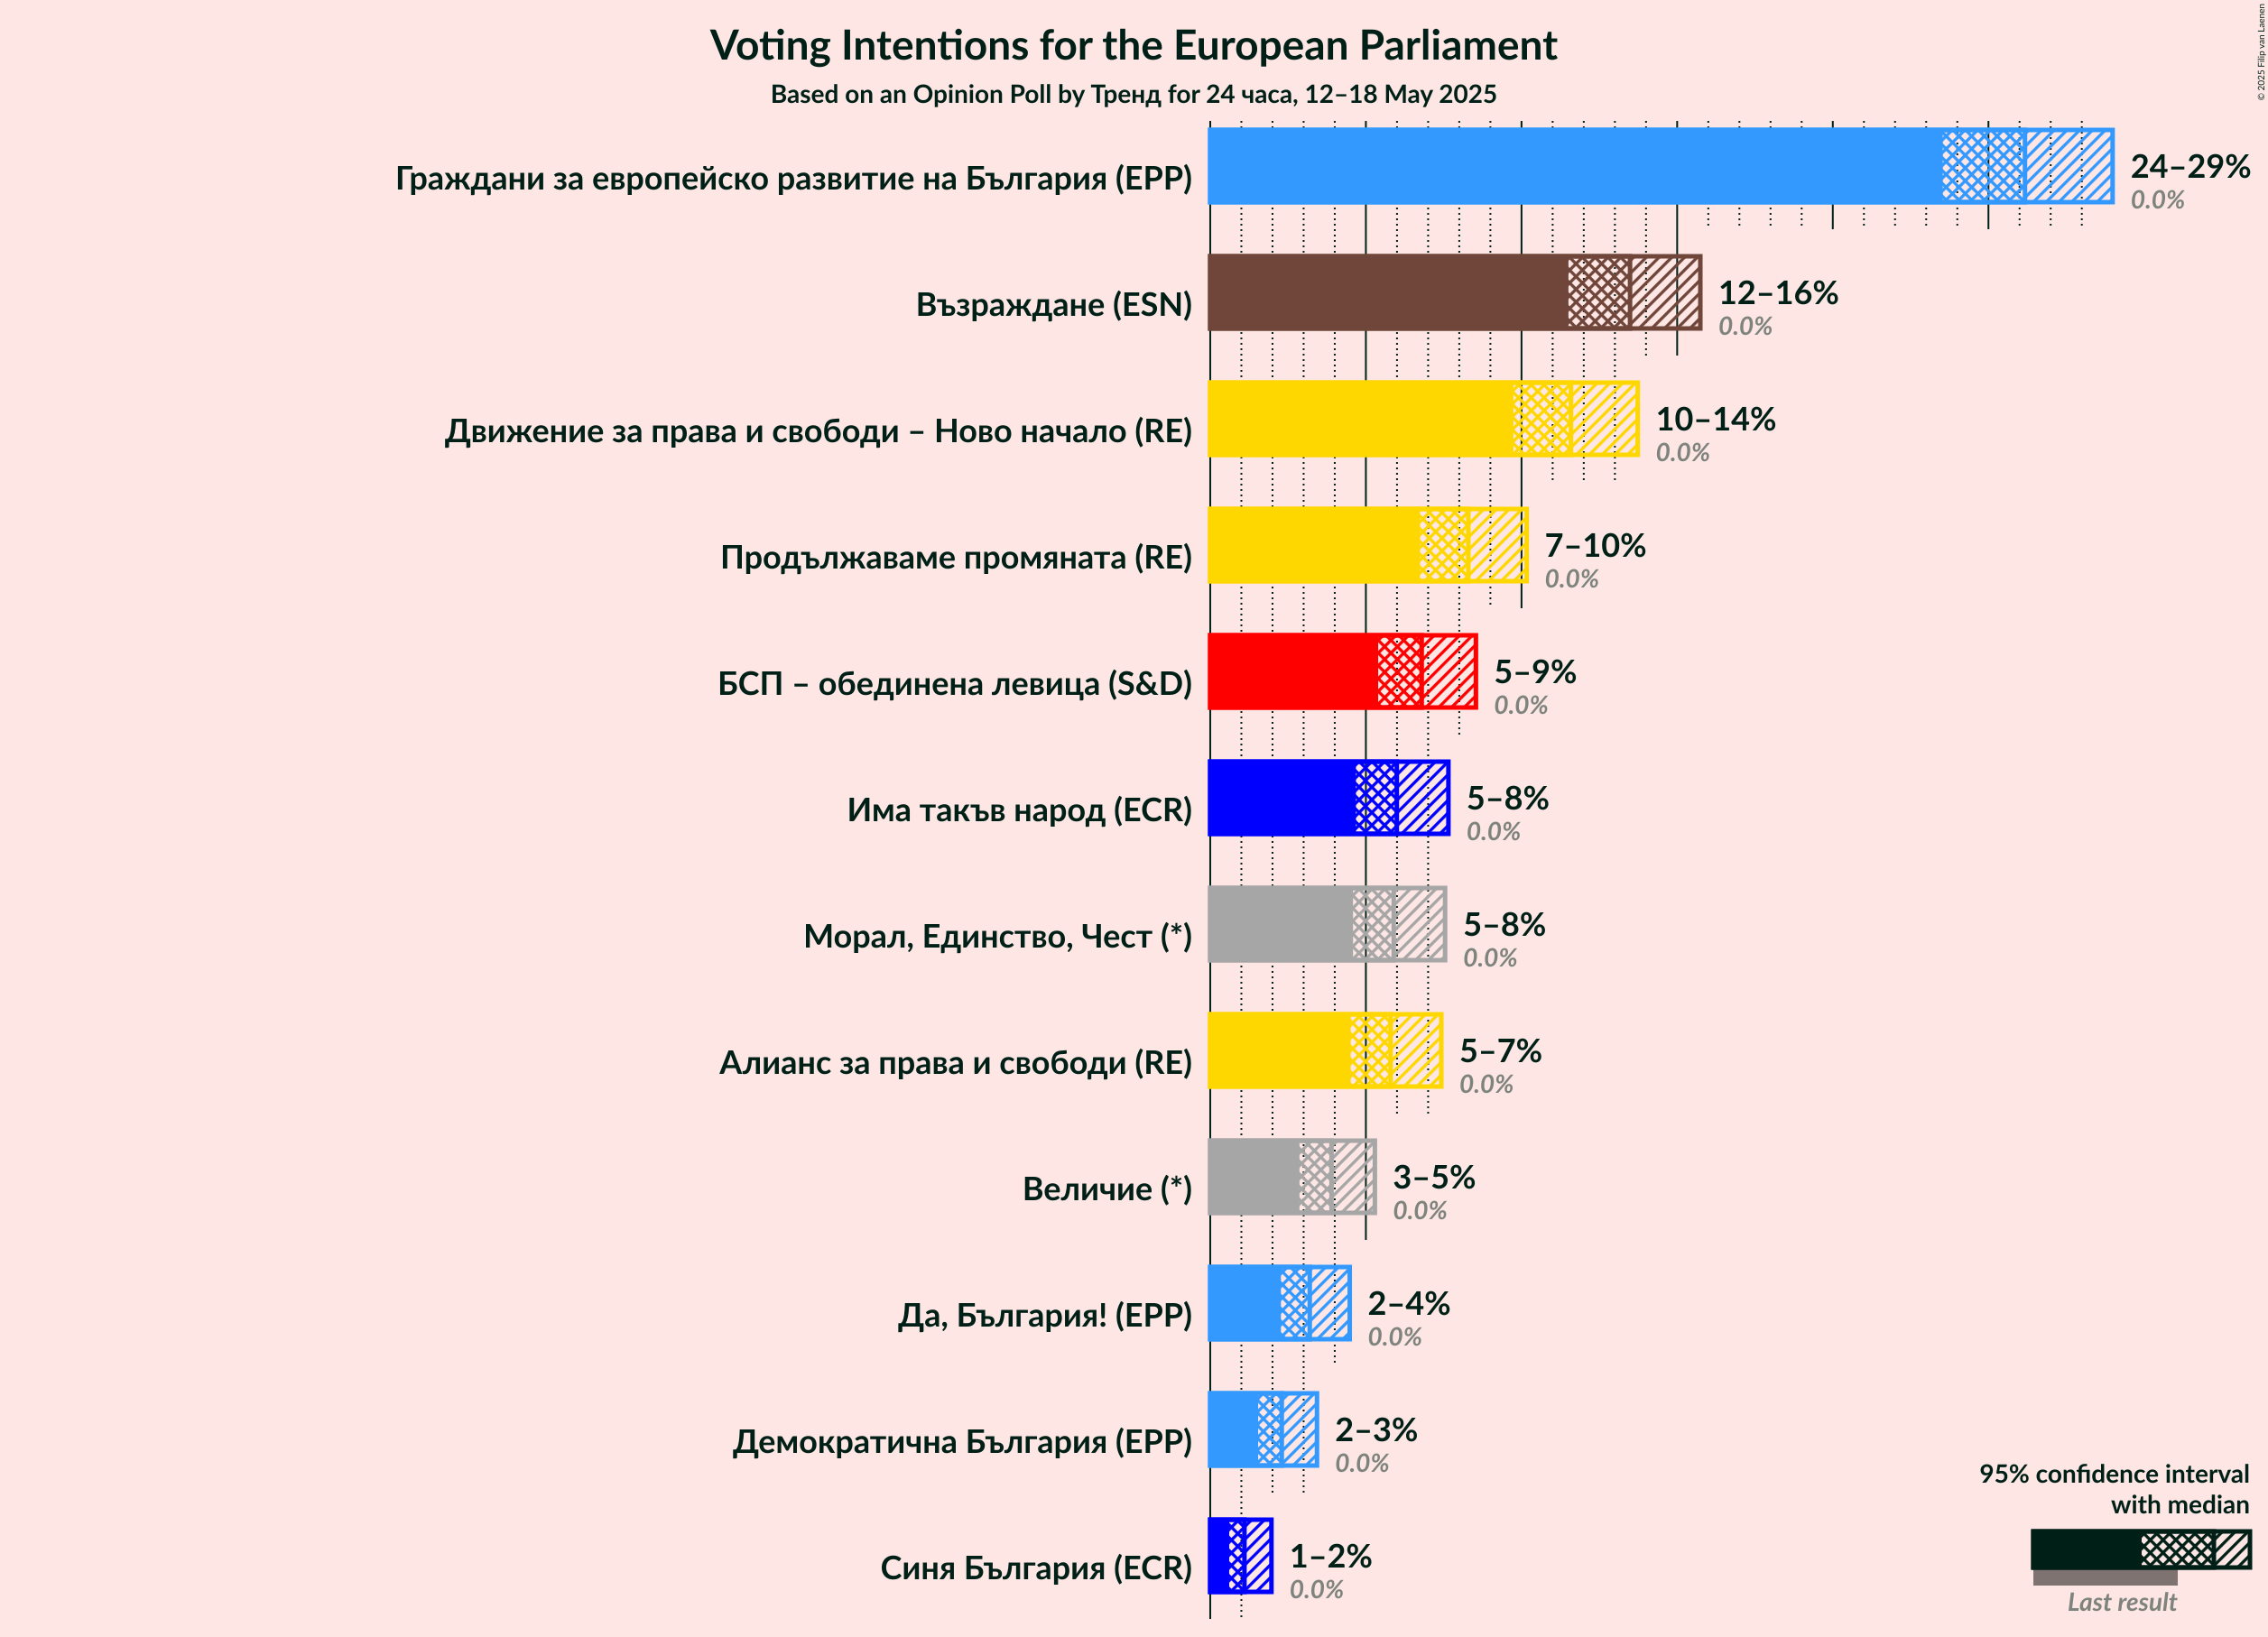 Voting Intentions for the European Parliament
Based on an Opinion Poll by Тренд for 24 часа, 12–18 May 2025
© 2025 Filip van Laenen
Граждани за европейско развитие на България (EPP)
24–29%
0.0%
Възраждане (ESN)
12–16%
0.0%
Движение за права и свободи – Ново начало (RE)
10–14%
0.0%
Продължаваме промяната (RE)
7–10%
0.0%
БСП – обединена левица (S&D)
5–9%
0.0%
Има такъв народ (ECR)
5–8%
0.0%
Морал, Единство, Чест (*)
5–8%
0.0%
Алианс за права и свободи (RE)
5–7%
0.0%
Величие (*)
3–5%
0.0%
Да, България! (EPP)
2–4%
0.0%
Демократична България (EPP)
2–3%
0.0%
Синя България (ECR)
1–2%
0.0%
95% confidence interval
with median
Last result